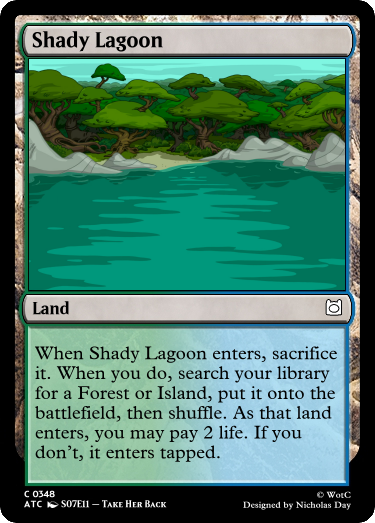 Shady Lagoon
Land
When Shady Lagoon enters, sacrifice
it. When you do, search your library
for a Forest or Island, put it onto the
battlefield, then shuffle. As that land
enters, you may pay 2 life. If you
don't, it enters tapped.
C 0348
ATC S07E11 — Take Her Back
© WotC
Designed by Nicholas Day